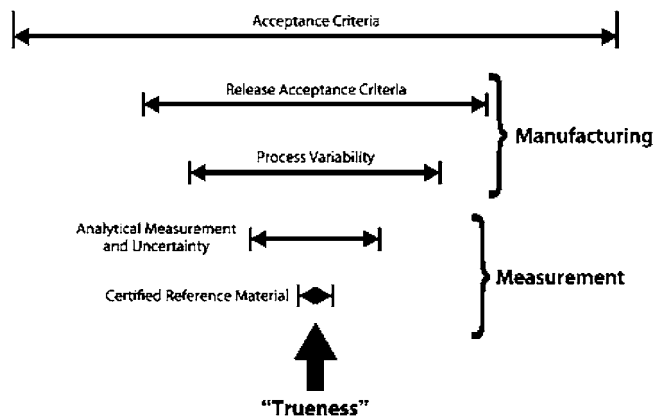 Acceptance Criteria
Release Acceptance Criteria
Manufacturing
Process Variability
Analytical Measurement
and Uncertainty
Measurement
Certified Reference Material
“Trueness”